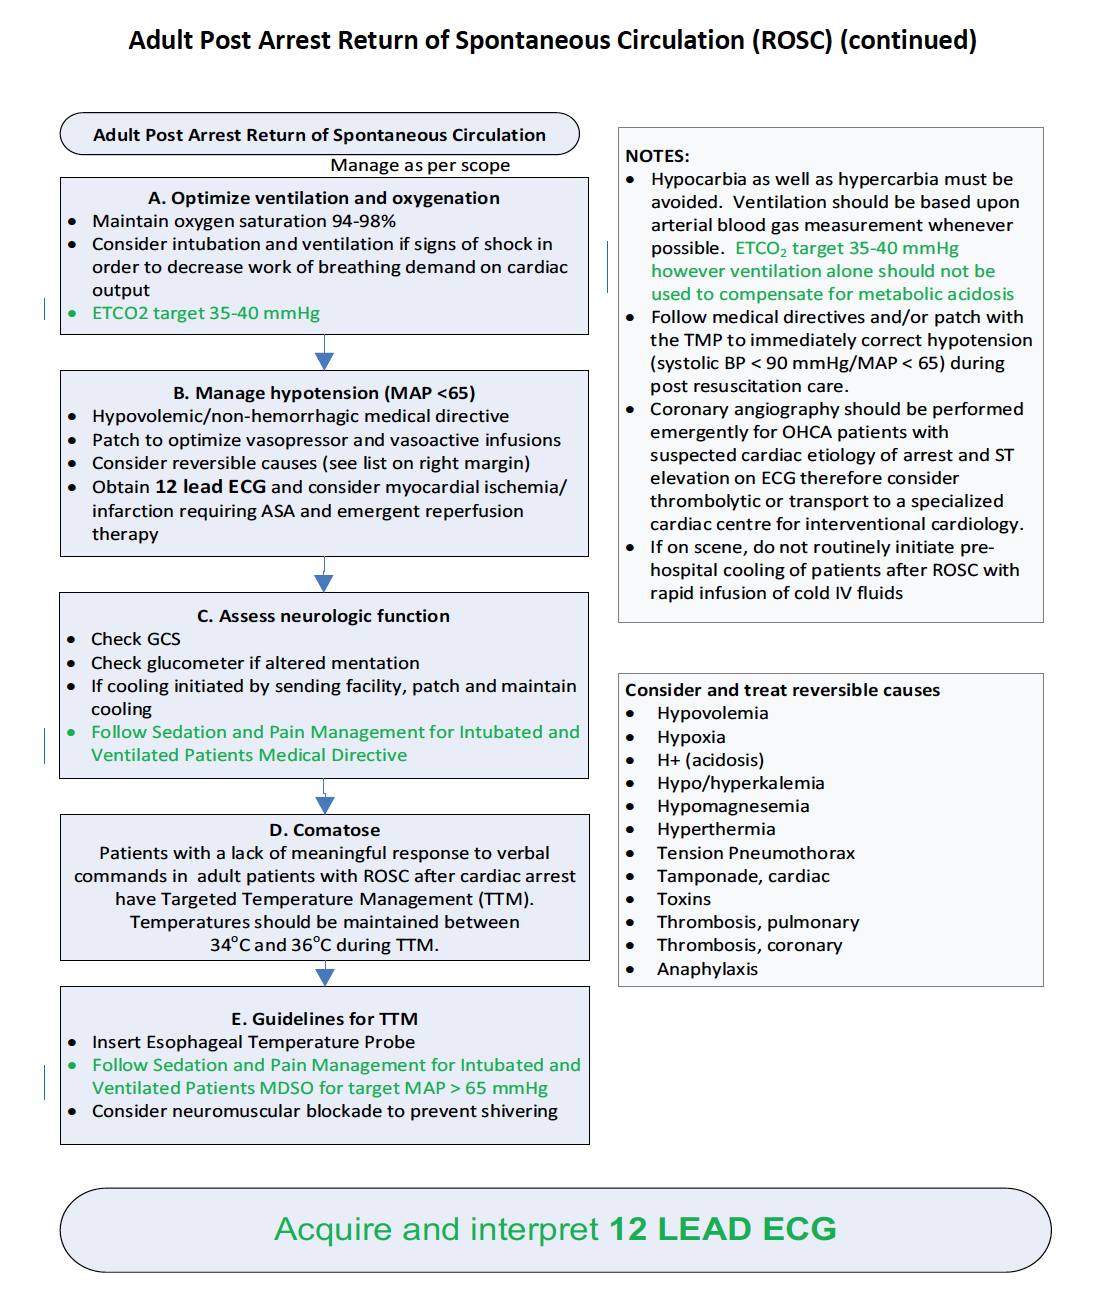 Adult Post Arrest Return of Spontaneous Circulation (ROSC) (continued)
Adult Post Arrest Return of Spontaneous Circulation
Manage as per scope
A. Optimize ventilation and oxygenation
• Maintain oxygen saturation 94-98%
• Consider intubation and ventilation if signs of shock in
order to decrease work of breathing demand on cardiac
output
• ETCO2 target 35-40 mmHg
B. Manage hypotension (MAP <65)
• Hypovolemic/non-hemorrhagic medical directive
• Patch to optimize vasopressor and vasoactive infusions
• Consider reversible causes (see list on right margin)
• Obtain 12 lead ECG and consider myocardial ischemia/
infarction requiring ASA and emergent reperfusion
therapy
C. Assess neurologic function
• Check GCS
• Check glucometer if altered mentation
• If cooling initiated by sending facility, patch and maintain
cooling
• Follow Sedation and Pain Management for Intubated and
Ventilated Patients Medical Directive
D. Comatose
Patients with a lack of meaningful response to verbal
commands in  adult patients with ROSC after cardiac arrest
have Targeted Temperature Management (TTM).
Temperatures should be maintained between
34°C and 36°C during TTM.
E. Guidelines for TTM
• Insert Esophageal Temperature Probe
• Follow Sedation and Pain Management for Intubated and
Ventilated Patients MDSO for target MAP > 65 mmHg
• Consider neuromuscular blockade to prevent shivering
NOTES:
• Hypocarbia as well as hypercarbia must be
avoided.  Ventilation should be based upon
arterial blood gas measurement whenever
possible.  ETCO₂ target 35-40 mmHg
however ventilation alone should not be
used to compensate for metabolic acidosis
• Follow medical directives and/or patch with
the TMP to immediately correct hypotension
(systolic BP < 90 mmHg/MAP < 65) during
post resuscitation care.
• Coronary angiography should be performed
emergently for OHCA patients with
suspected cardiac etiology of arrest and ST
elevation on ECG therefore consider
thrombolytic or transport to a specialized
cardiac centre for interventional cardiology.
• If on scene, do not routinely initiate pre-
hospital cooling of patients after ROSC with
rapid infusion of cold IV fluids
Consider and treat reversible causes
• Hypovolemia
• Hypoxia
• H+ (acidosis)
• Hypo/hyperkalemia
• Hypomagnesemia
• Hyperthermia
• Tension Pneumothorax
• Tamponade, cardiac
• Toxins
• Thrombosis, pulmonary
• Thrombosis, coronary
• Anaphylaxis
Acquire and interpret 12 LEAD ECG